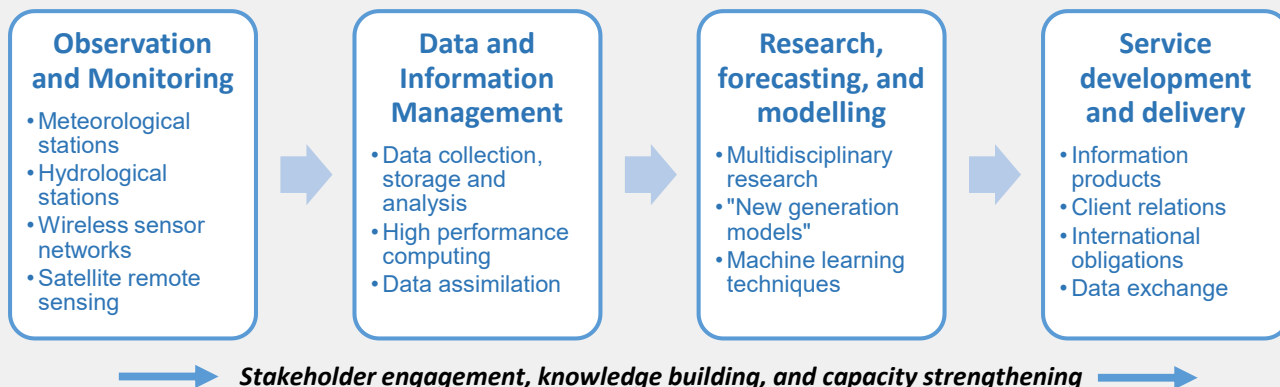 Observation
and Monitoring
•Meteorological
stations
•Hydrological
stations
•Wireless sensor
networks
•Satellite remote
sensing
Data and
Information
Management
•Data collection,
storage and
analysis
•High performance
computing
•Data assimilation
Research,
forecasting, and
modelling
•Multidisciplinary
research
•"New generation
models"
•Machine learning
techniques
Service
development
and delivery
•Information
products
•Client relations
•International
obligations
•Data exchange
Stakeholder engagement, knowledge building, and capacity strengthening